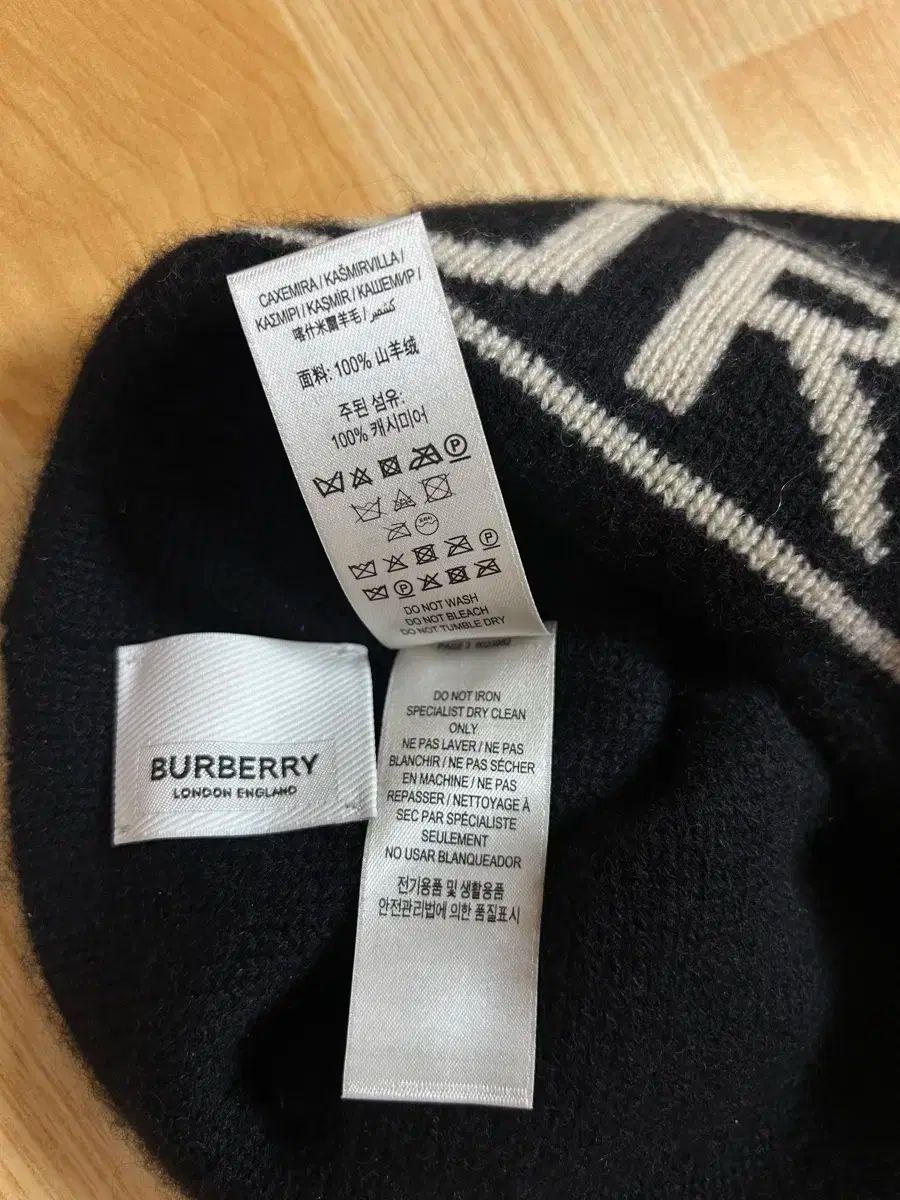 CAXEMIRA / KAŠMIRVILLA /
ΚΑΣΜΙΡΙ / KAŞMİR / КАШЕМИР /
喀什米爾羊毛 / كشمير
面料: 100% 山羊绒
주된 섬유:
100% 캐시미어
DO NOT WASH
DO NOT BLEACH
DO NOT TUMBLE DRY
DO NOT IRON
SPECIALIST DRY CLEAN
ONLY
NE PAS LAVER / NE PAS
BLANCHIR / NE PAS SÉCHER
EN MACHINE / NE PAS
REPASSER / NETTOYAGE À
SEC PAR SPÉCIALISTE
SEULEMENT
NO USAR BLANQUEADOR
전기용품 및 생활용품
안전관리법에 의한 품질표시
BURBERRY
LONDON ENGLAND
R